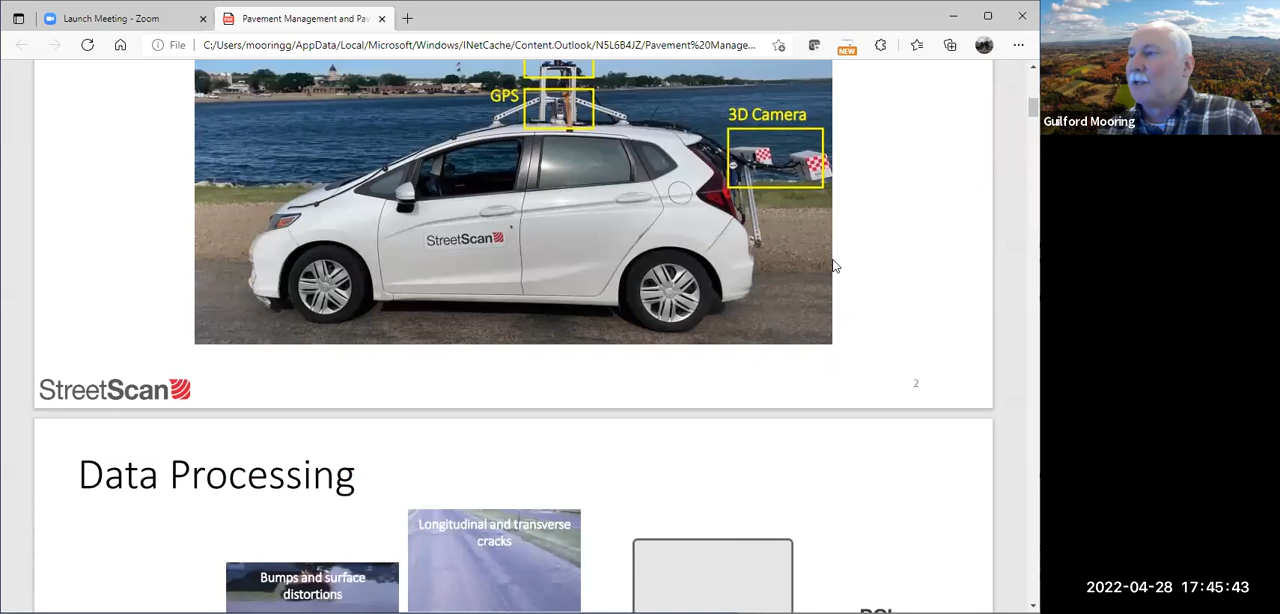 Launch Meeting - Zoom
Pavement Management and Pav
File
C:/Users/mooringg/AppData/Local/Microsoft/Windows/INetCache/Content.Outlook/N5L6B4JZ/Pavement%20Manage...
NEW
GPS
3D Camera
StreetScan
Guilford Mooring
StreetScan
2
Data Processing
Longitudinal and transverse
cracks
Bumps and surface
distortions
2022-04-28 17:45:43